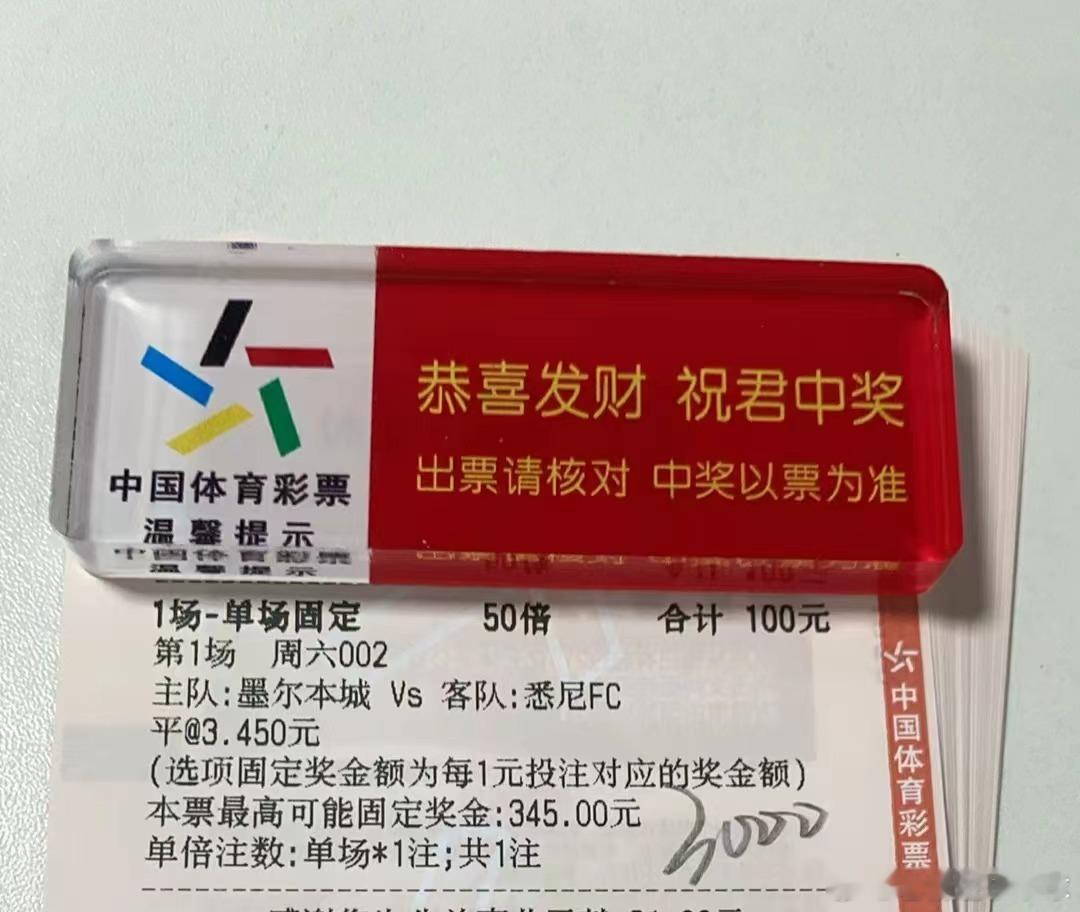 恭喜发财 祝君中奖
出票请核对 中奖以票为准
中国体育彩票
温馨提示
1场-单场固定 50倍 合计 100元
第1场 周六002
主队:墨尔本城 Vs 客队:悉尼FC
平@3.450元
(选项固定奖金额为每1元投注对应的奖金额)
本票最高可能固定奖金:345.00元
3000
单倍注数:单场*1注;共1注
中国体育彩票